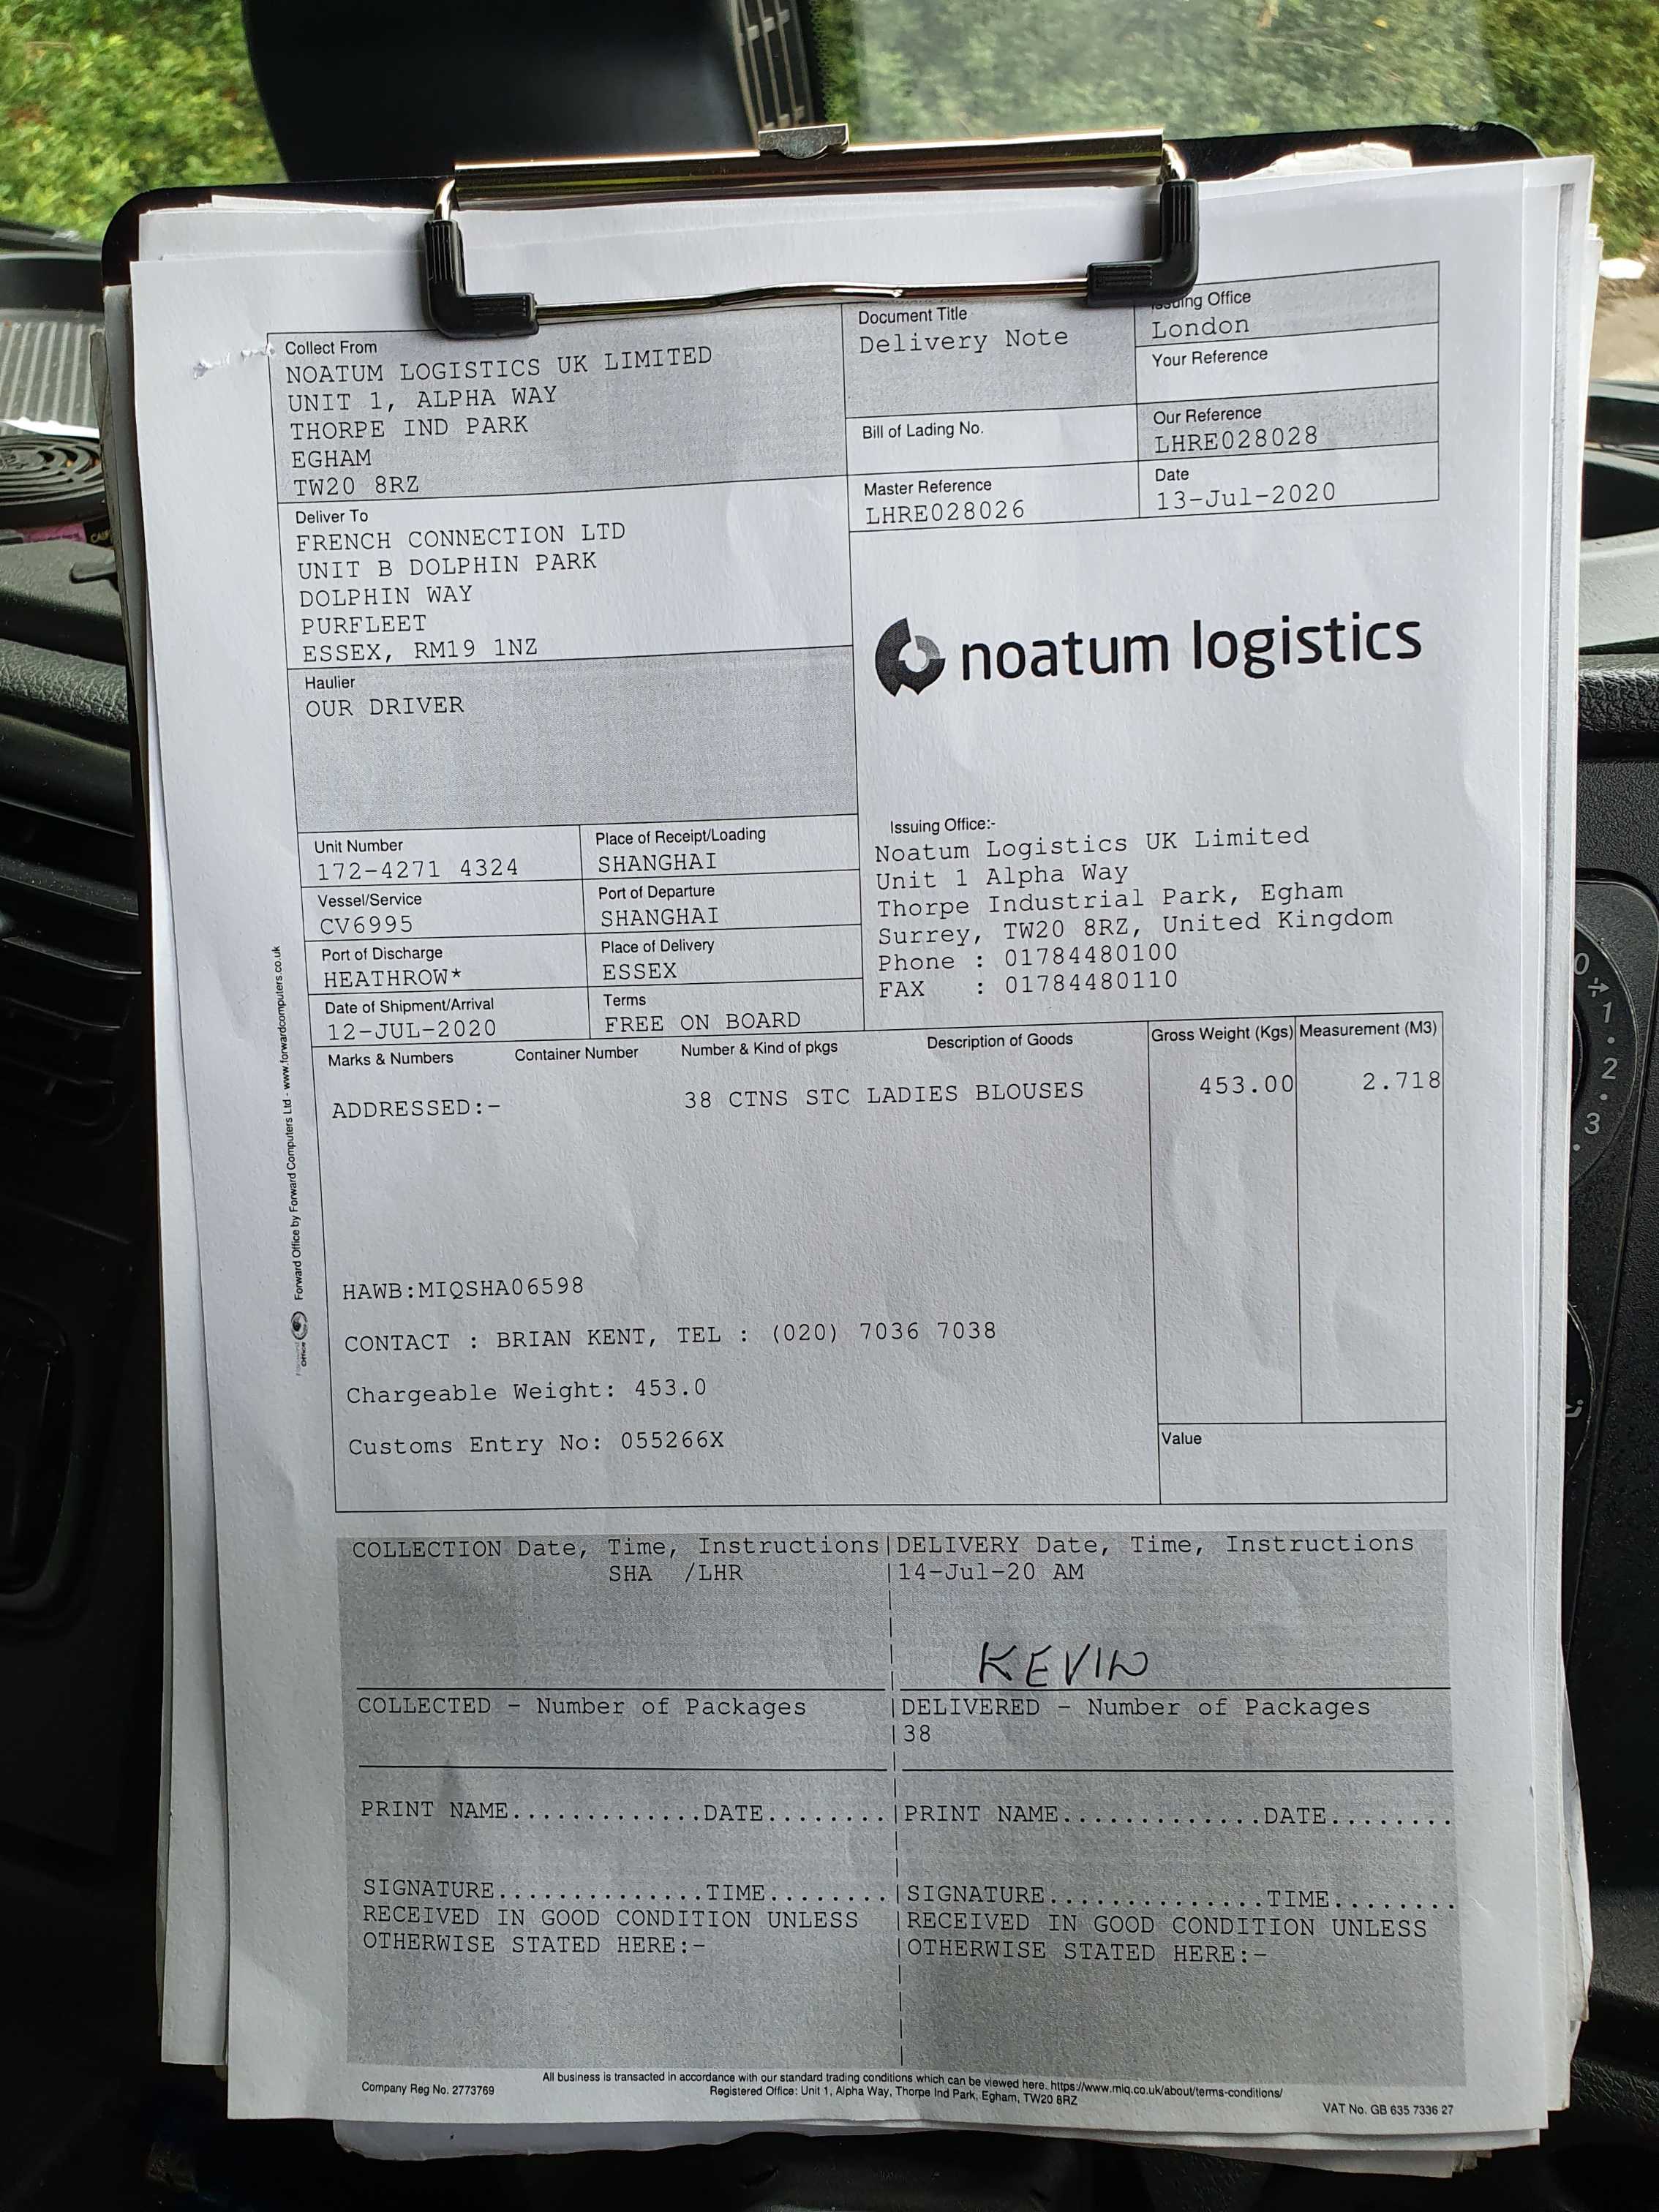 Collect From
NOATUM LOGISTICS UK LIMITED
UNIT 1, ALPHA WAY
THORPE IND PARK
EGHAM
TW20 8RZ
Document Title
Delivery Note
Issuing Office
London
Your Reference
Bill of Lading No.
Our Reference
LHRE028028
Master Reference
LHRE028026
Date
13-Jul-2020
Deliver To
FRENCH CONNECTION LTD
UNIT B DOLPHIN PARK
DOLPHIN WAY
PURFLEET
ESSEX, RM19 1NZ
noatum logistics
Haulier
OUR DRIVER
Issuing Office:-
Noatum Logistics UK Limited
Unit 1 Alpha Way
Thorpe Industrial Park, Egham
Surrey, TW20 8RZ, United Kingdom
Phone : 01784480100
FAX : 01784480110
Unit Number
172-4271 4324
Place of Receipt/Loading
SHANGHAI
Vessel/Service
CV6995
Port of Departure
SHANGHAI
Port of Discharge
HEATHROW*
Place of Delivery
ESSEX
Date of Shipment/Arrival
12-JUL-2020
Terms
FREE ON BOARD
Marks & Numbers Container Number Number & Kind of pkgs Description of Goods Gross Weight (Kgs) Measurement (M3)
ADDRESSED:- 38 CTNS STC LADIES BLOUSES 453.00 2.718
HAWB:MIQSHA06598
CONTACT : BRIAN KENT, TEL : (020) 7036 7038
Chargeable Weight: 453.0
Customs Entry No: 055266X
Value
Forward Office by Forward Computers Ltd - www.forwardcomputers.co.uk
COLLECTION Date, Time, Instructions|DELIVERY Date, Time, Instructions
SHA /LHR |14-Jul-20 AM
KEVIN
COLLECTED - Number of Packages |DELIVERED - Number of Packages
|38
PRINT NAME.............DATE........|PRINT NAME.............DATE........
SIGNATURE..............TIME........|SIGNATURE..............TIME........
RECEIVED IN GOOD CONDITION UNLESS |RECEIVED IN GOOD CONDITION UNLESS
OTHERWISE STATED HERE:- |OTHERWISE STATED HERE:-
All business is transacted in accordance with our standard trading conditions which can be viewed here. https://www.miq.co.uk/about/terms-conditions/
Company Reg No. 2773769 Registered Office: Unit 1, Alpha Way, Thorpe Ind Park, Egham, TW20 8RZ
VAT No. GB 635 7336 27
0
1
2
3